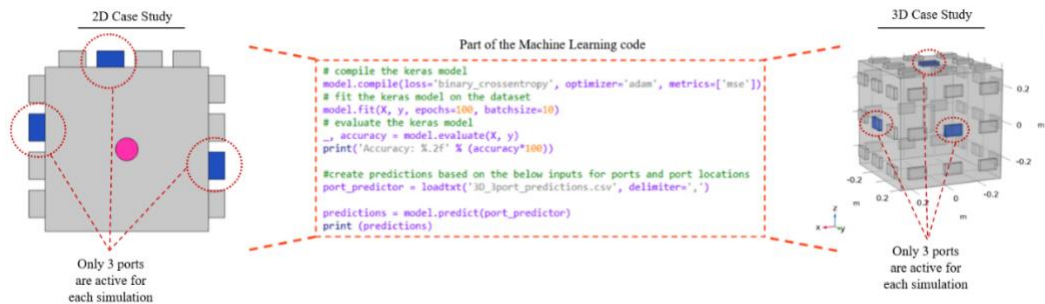 2D Case Study
Only 3 ports
are active for
each simulation
Part of the Machine Learning code
# compile the keras model
model.compile(loss='binary_crossentropy', optimizer='adam', metrics=['mse'])
# fit the keras model on the dataset
model.fit(X, y, epochs=100, batchsize=10)
# evaluate the keras model
_, accuracy = model.evaluate(X, y)
print('Accuracy: %.2f' % (accuracy*100))
#create predictions based on the below inputs for ports and port locations
port_predictor = loadtxt('3D_3port_predictions.csv', delimiter=',')
predictions = model.predict(port_predictor)
print (predictions)
3D Case Study
0.2
0
m
-0.2
-0.2
0
0.2
m
0.2
0
-0.2
m
z
x
y
Only 3 ports
are active for
each simulation